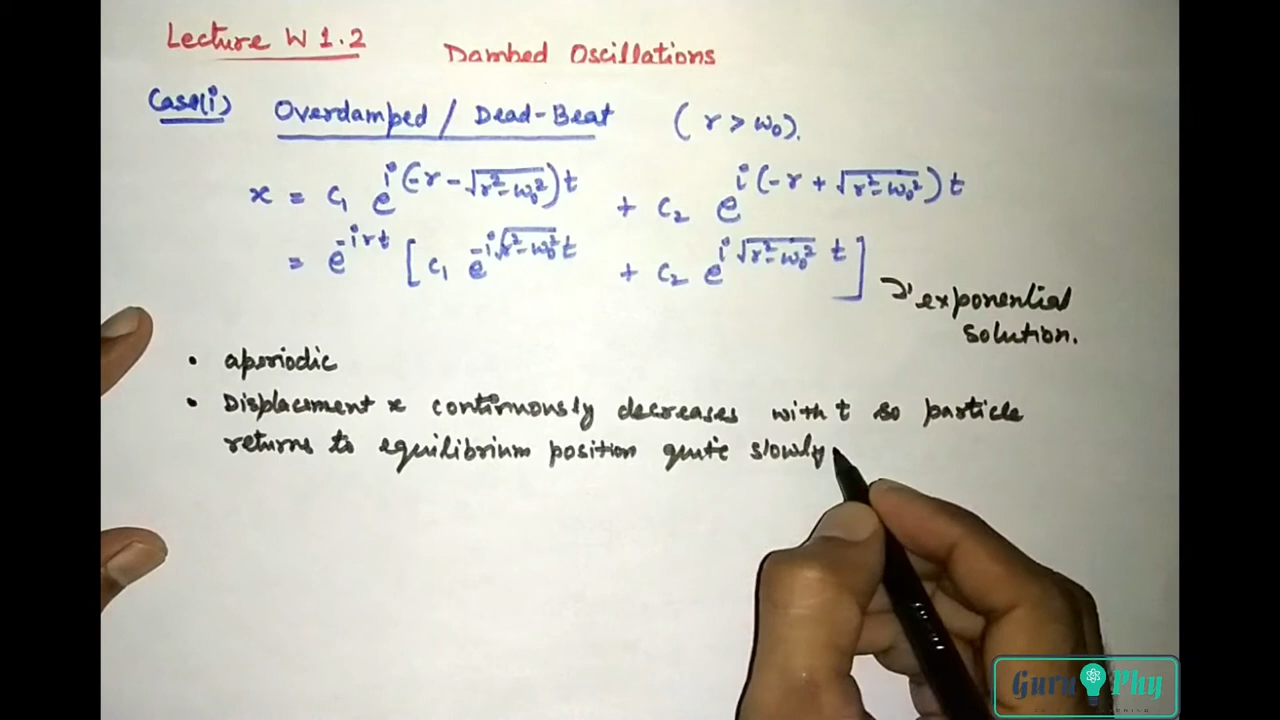 Lecture W 1.2
Dambed Oscillations
Case(i) Overdamped / Dead-Beat (r > ω₀).
x = C₁ e^{i(-r - √(r²-ω₀²))t} + C₂ e^{i(-r + √(r²-ω₀²))t}
= e^{-irt} [ C₁ e^{-i√(r²-ω₀²)t} + C₂ e^{i√(r²-ω₀²) t} ]
→ exponential
solution.
• aperiodic
• Displacement x continuously decreases with t so particle
returns to equilibrium position quite slowly
Guru Phy